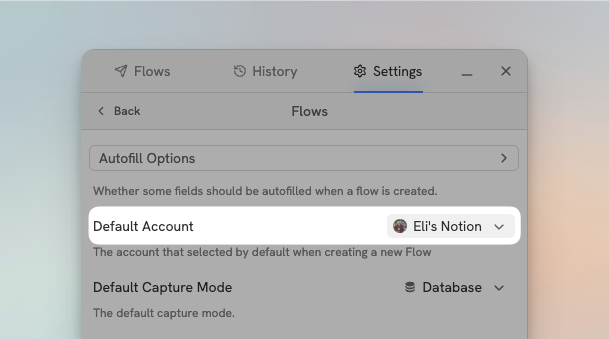 Flows
History
Settings
Back
Flows
Autofill Options
Whether some fields should be autofilled when a flow is created.
Default Account
Eli's Notion
The account that selected by default when creating a new Flow
Default Capture Mode
Database
The default capture mode.